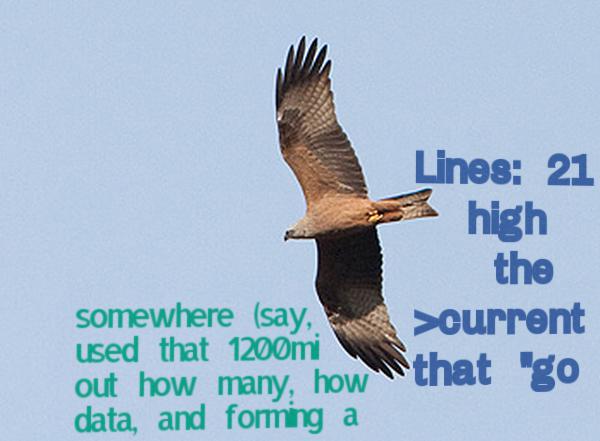 Lines: 21
high
the
>current
that "go
somewhere (say,
used that 1200mi
out how many, how
data, and forming a